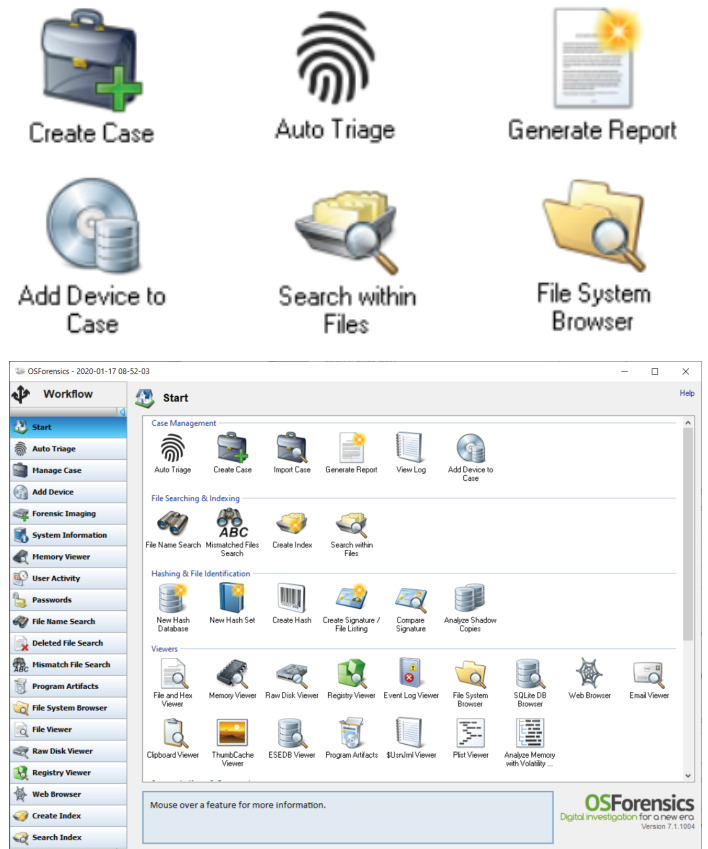 Create Case
Auto Triage
Generate Report
Add Device to
Case
Search within
Files
File System
Browser
OSForensics - 2020-01-17 08-52-03
Workflow
Start
Help
Start
Auto Triage
Manage Case
Add Device
Forensic Imaging
System Information
Memory Viewer
User Activity
Passwords
File Name Search
Deleted File Search
Mismatch File Search
Program Artifacts
File System Browser
File Viewer
Raw Disk Viewer
Registry Viewer
Web Browser
Create Index
Search Index
Case Management
Auto Triage
Create Case
Import Case
Generate Report
View Log
Add Device to
Case
File Searching & Indexing
ABC
File Name Search
Mismatched Files
Search
Create Index
Search within
Files
Hashing & File Identification
New Hash
Database
New Hash Set
Create Hash
Create Signature /
File Listing
Compare
Signature
Analyze Shadow
Copies
Viewers
File and Hex
Viewer
Memory Viewer
Raw Disk Viewer
Registry Viewer
Event Log Viewer
File System
Browser
SQLite DB
Browser
Web Browser
Email Viewer
Clipboard Viewer
ThumbCache
Viewer
ESEDB Viewer
Program Artifacts
$UsnJrnl Viewer
Plist Viewer
Analyze Memory
with Volatility ...
Mouse over a feature for more information.
OSForensics
Digital investigation for a new era
Version 7.1.1004